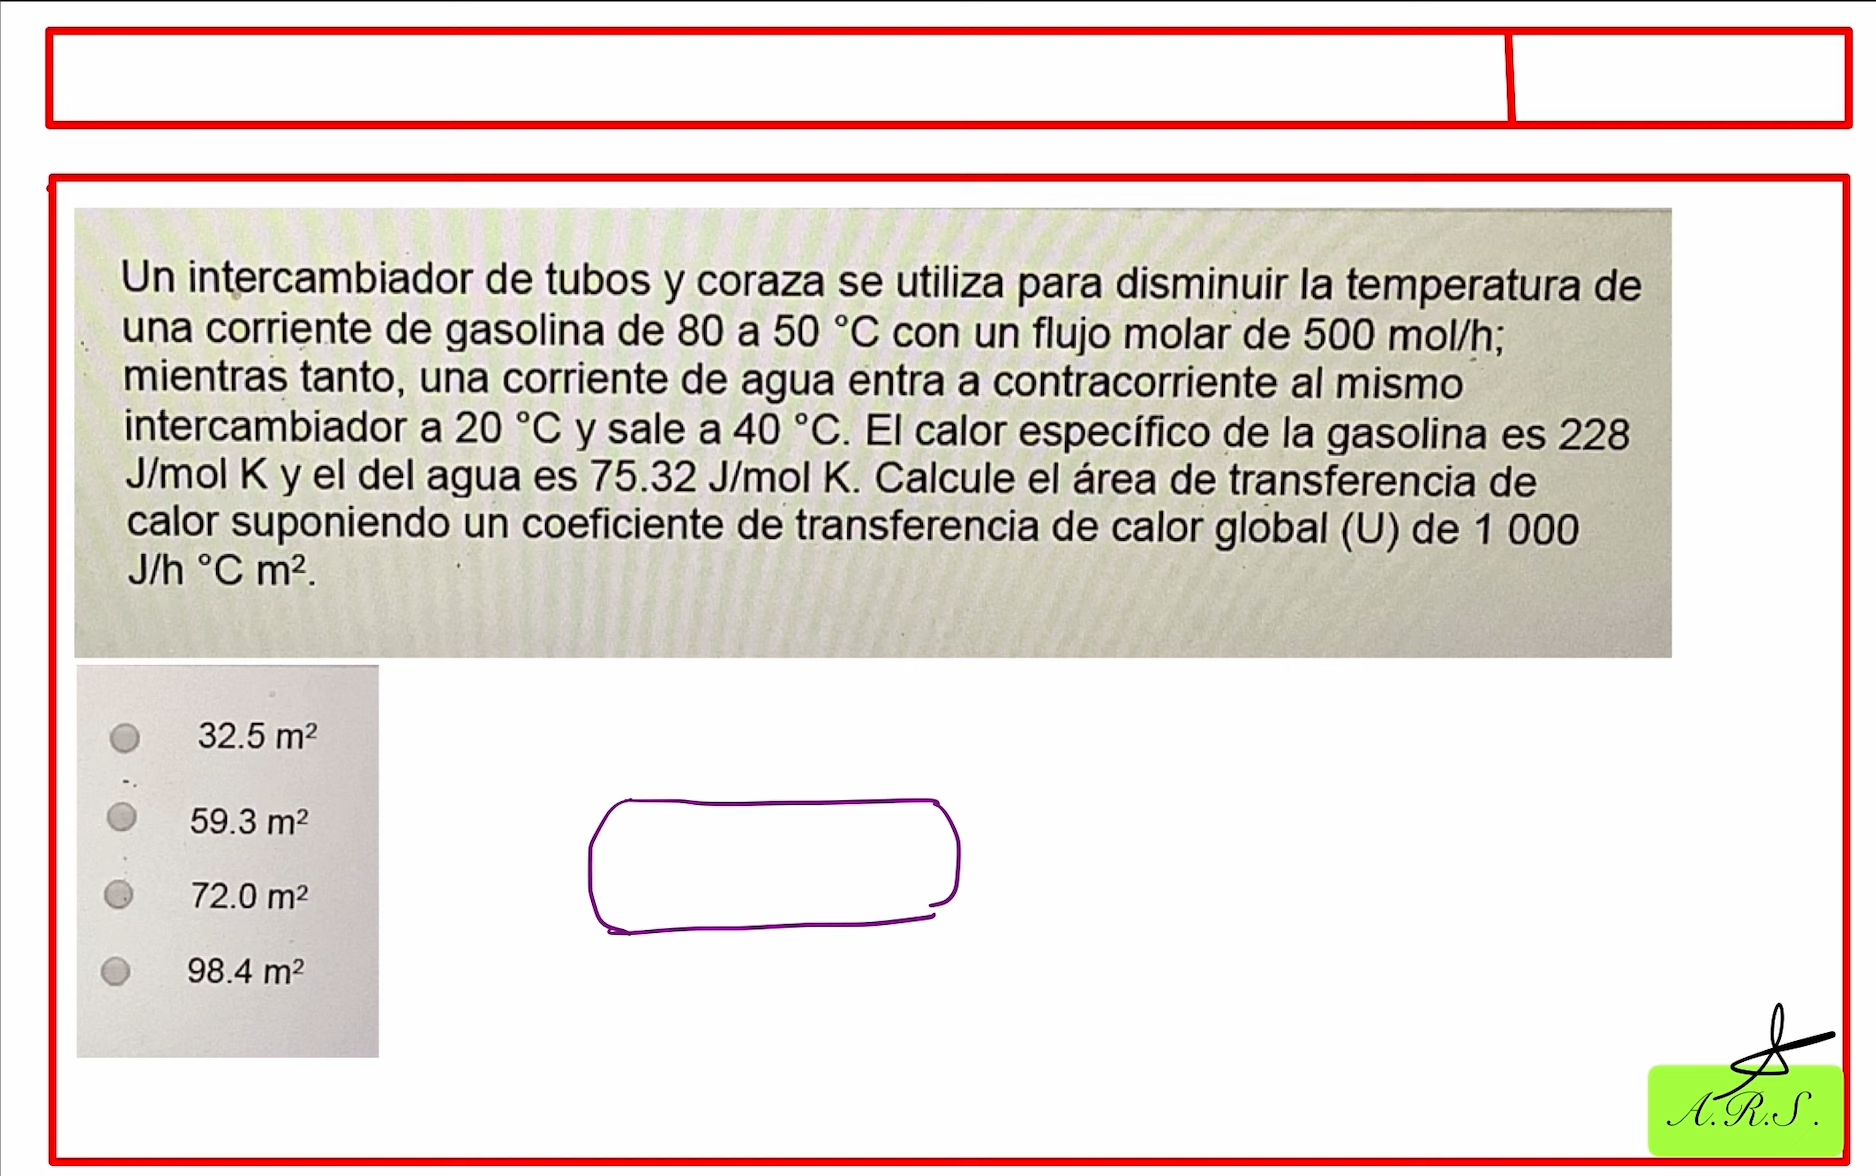 Un intercambiador de tubos y coraza se utiliza para disminuir la temperatura de
una corriente de gasolina de 80 a 50 °C con un flujo molar de 500 mol/h;
mientras tanto, una corriente de agua entra a contracorriente al mismo
intercambiador a 20 °C y sale a 40 °C. El calor específico de la gasolina es 228
J/mol K y el del agua es 75.32 J/mol K. Calcule el área de transferencia de
calor suponiendo un coeficiente de transferencia de calor global (U) de 1 000
J/h °C m².
32.5 m²
59.3 m²
72.0 m²
98.4 m²
A.R.S.